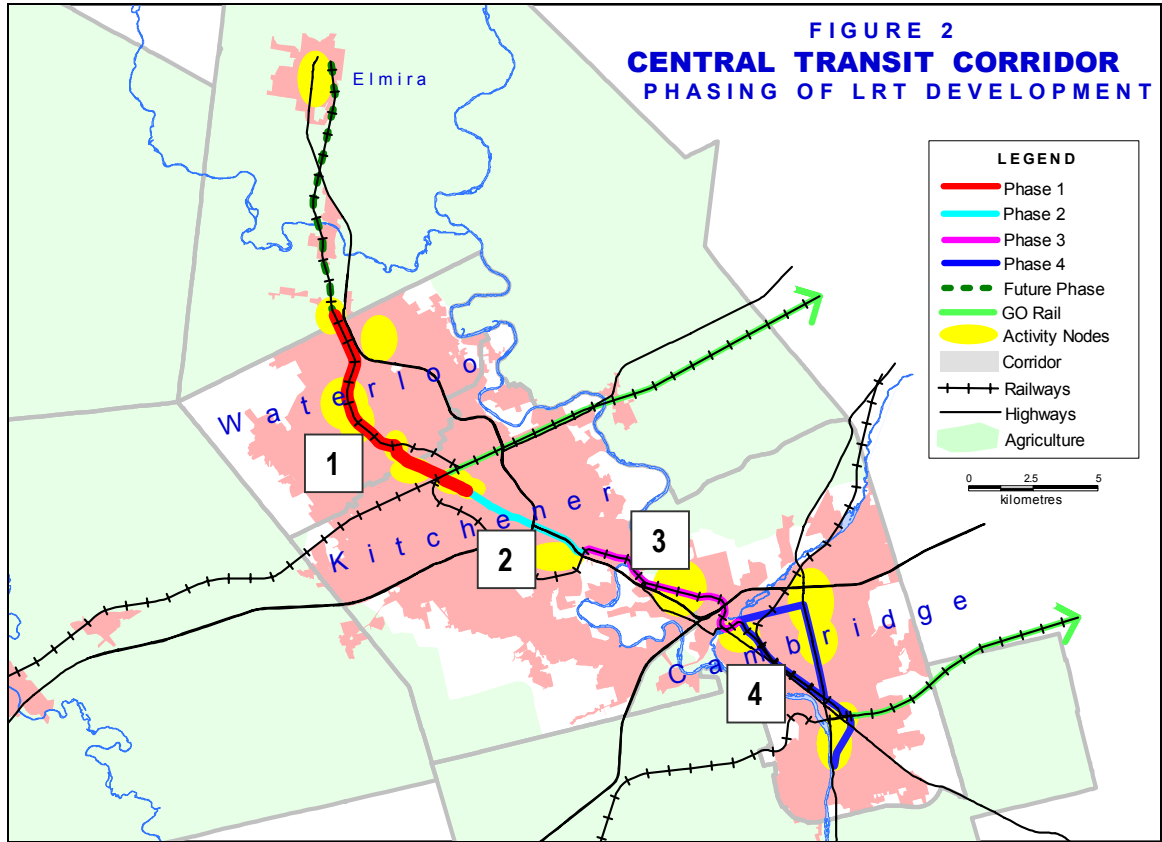 FIGURE 2
CENTRAL TRANSIT CORRIDOR
PHASING OF LRT DEVELOPMENT
Elmira
LEGEND
Phase 1
Phase 2
Phase 3
Phase 4
Future Phase
GO Rail
Activity Nodes
Corridor
Railways
Highways
Agriculture
0 2.5 5
kilometres
Waterloo
1
Kitchener
2
3
Cambridge
4